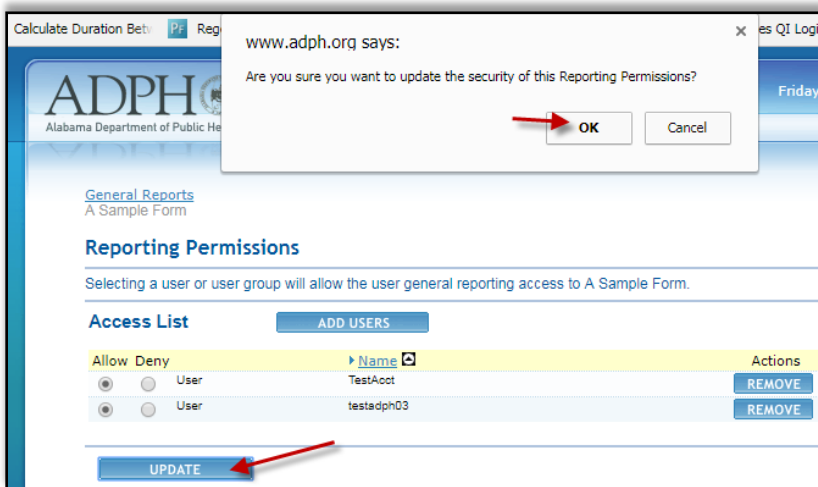 Calculate Duration Betw PF Reg
es QI Logi
www.adph.org says:
Are you sure you want to update the security of this Reporting Permissions?
OK Cancel
ADPH
Alabama Department of Public He
Friday
General Reports
A Sample Form
Reporting Permissions
Selecting a user or user group will allow the user general reporting access to A Sample Form.
Access List ADD USERS
Allow Deny Name Actions
User TestAcct REMOVE
User testadph03 REMOVE
UPDATE